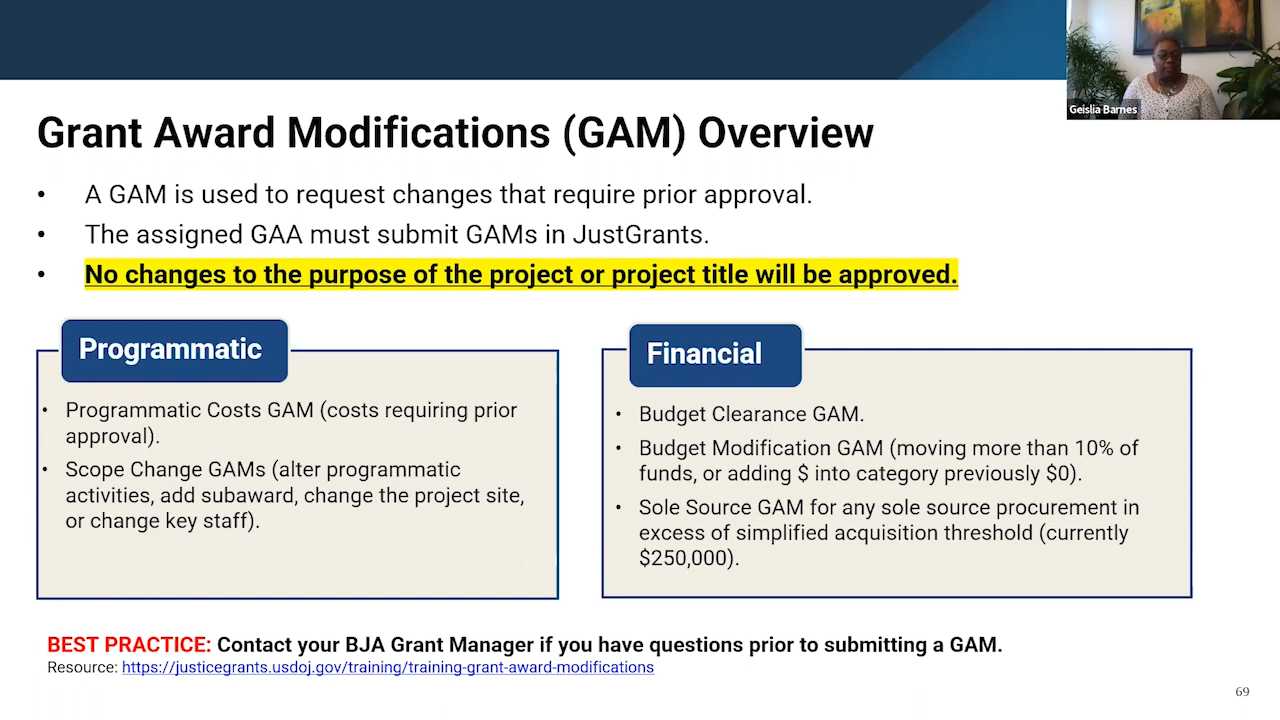 Geislia Barnes
Grant Award Modifications (GAM) Overview
• A GAM is used to request changes that require prior approval.
• The assigned GAA must submit GAMs in JustGrants.
• No changes to the purpose of the project or project title will be approved.
Programmatic
• Programmatic Costs GAM (costs requiring prior
approval).
• Scope Change GAMs (alter programmatic
activities, add subaward, change the project site,
or change key staff).
Financial
• Budget Clearance GAM.
• Budget Modification GAM (moving more than 10% of
funds, or adding $ into category previously $0).
• Sole Source GAM for any sole source procurement in
excess of simplified acquisition threshold (currently
$250,000).
BEST PRACTICE: Contact your BJA Grant Manager if you have questions prior to submitting a GAM.
Resource: https://justicegrants.usdoj.gov/training/training-grant-award-modifications
69